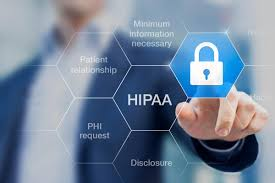 Minimum
information
necessary
Patient
relationship
HIPAA
PHI
request
Disclosure